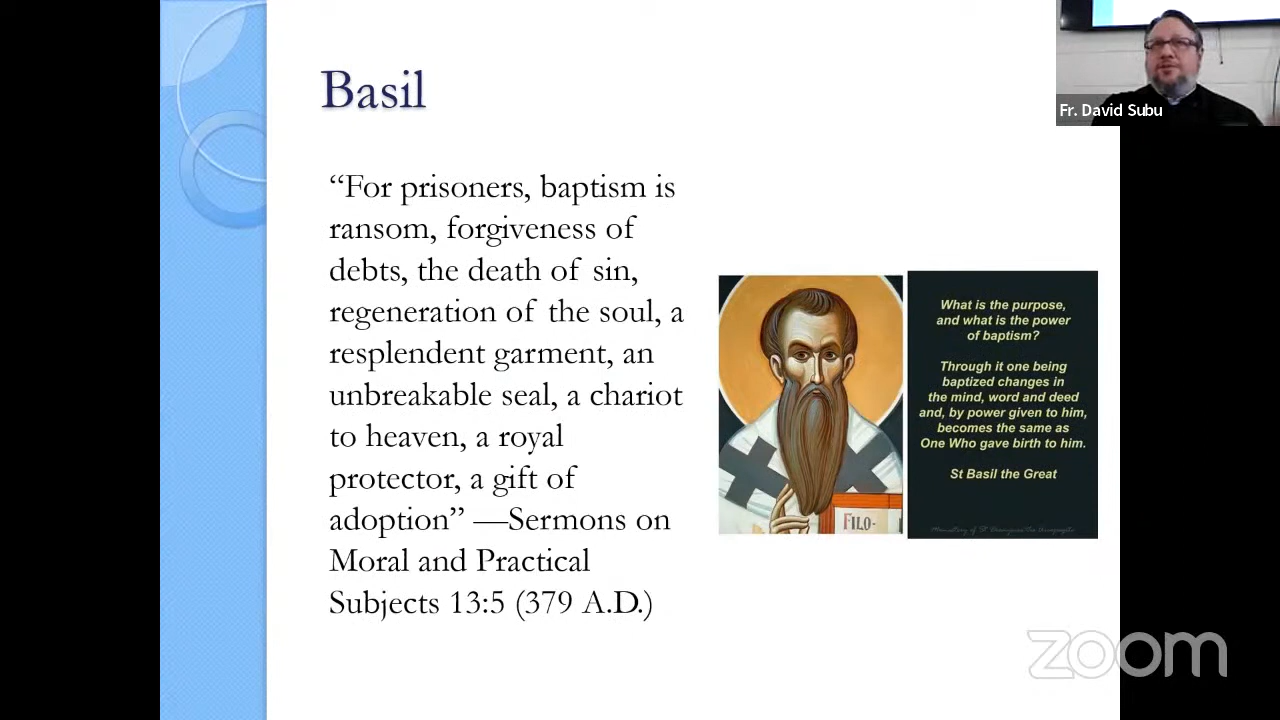 Basil
“For prisoners, baptism is
ransom, forgiveness of
debts, the death of sin,
regeneration of the soul, a
resplendent garment, an
unbreakable seal, a chariot
to heaven, a royal
protector, a gift of
adoption” —Sermons on
Moral and Practical
Subjects 13:5 (379 A.D.)
FILO-
What is the purpose,
and what is the power
of baptism?
Through it one being
baptized changes in
the mind, word and deed
and, by power given to him,
becomes the same as
One Who gave birth to him.
St Basil the Great
Fr. David Subu
zoom